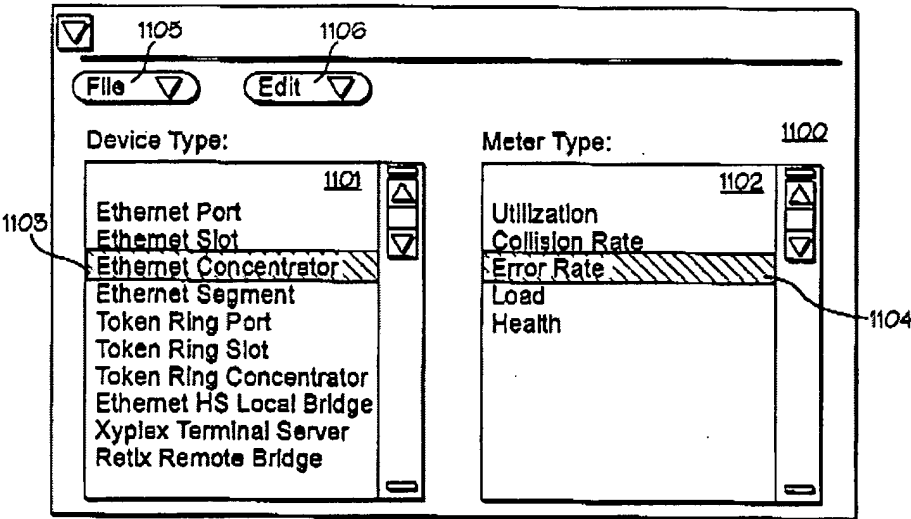 1105
1106
File
Edit
1100
Device Type:
Meter Type:
1101
1102
Ethernet Port
Ethernet Slot
Ethernet Concentrator
Ethernet Segment
Token Ring Port
Token Ring Slot
Token Ring Concentrator
Ethernet HS Local Bridge
Xyplex Terminal Server
Retix Remote Bridge
1103
Utilization
Collision Rate
Error Rate
Load
Health
1104